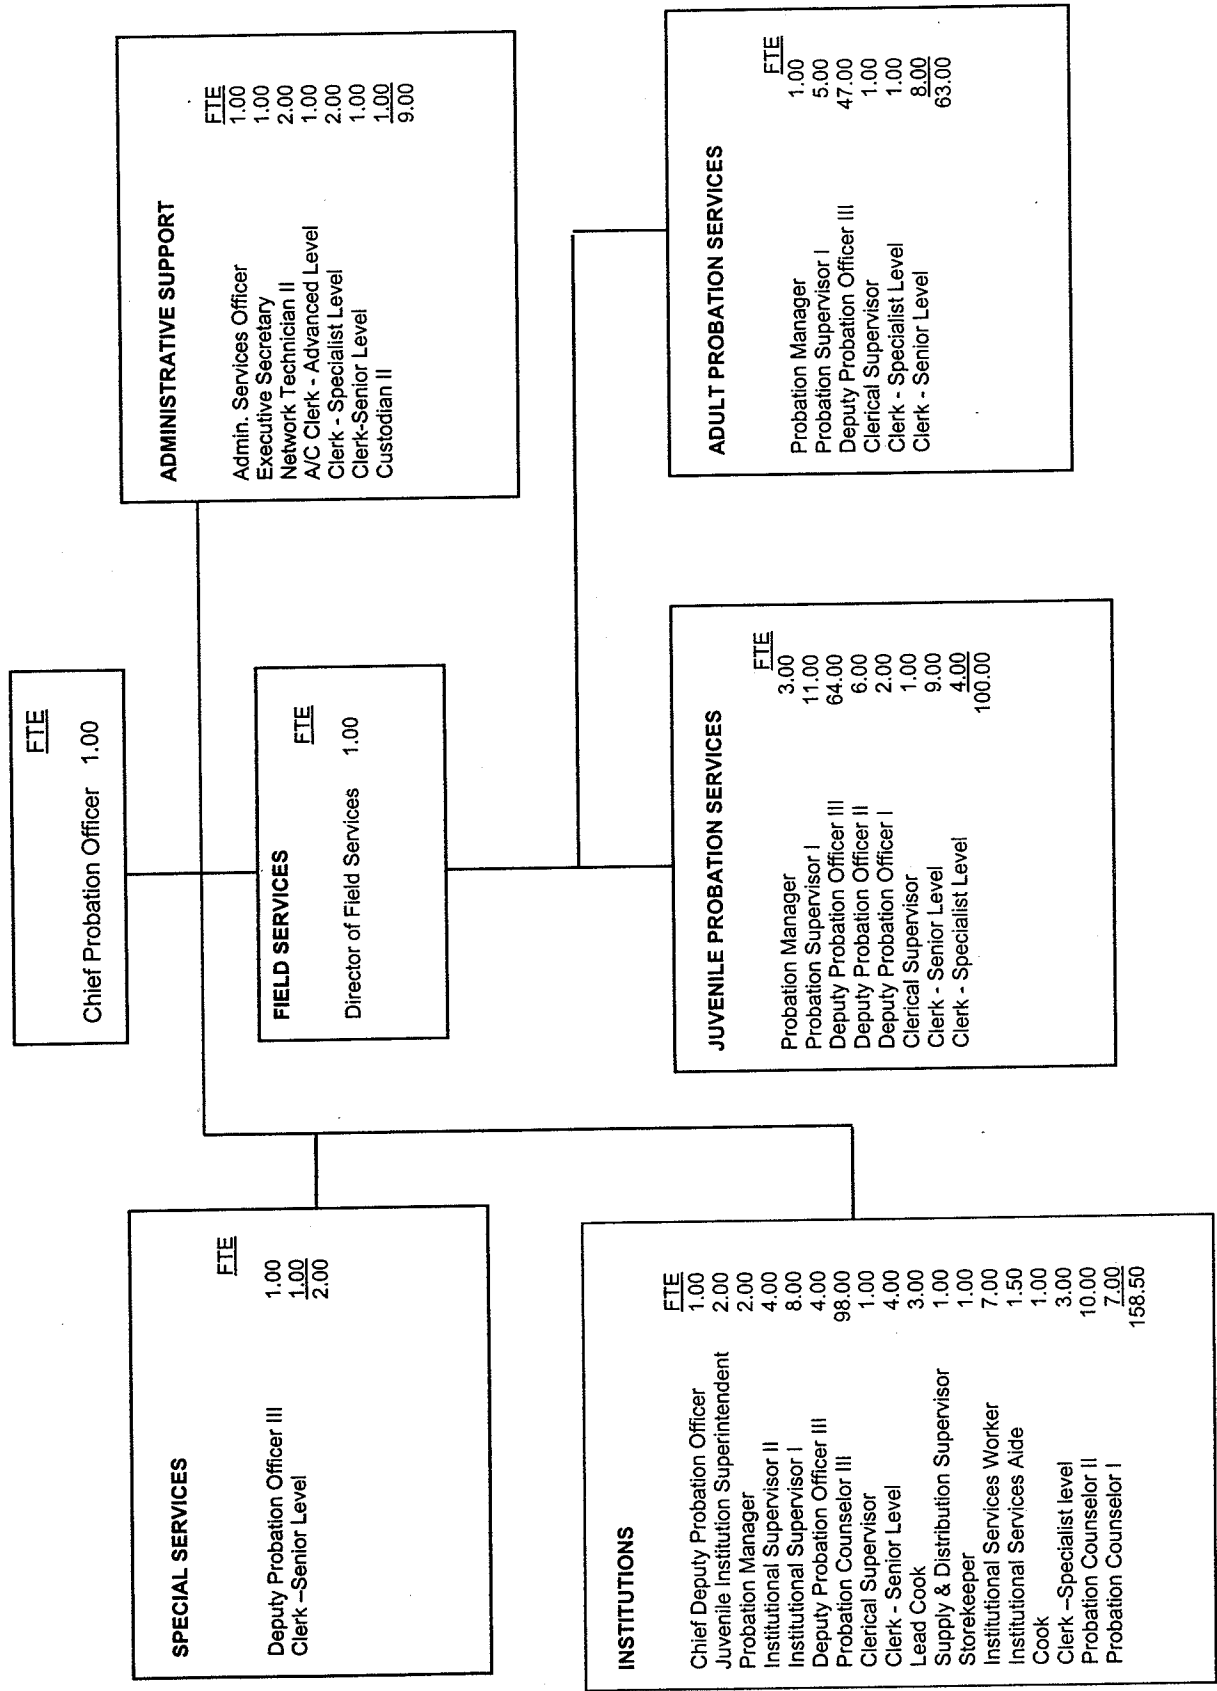 FTE
Chief Probation Officer 1.00
SPECIAL SERVICES
FTE
Deputy Probation Officer III 1.00
Clerk –Senior Level 1.00
2.00
FIELD SERVICES
FTE
Director of Field Services 1.00
ADMINISTRATIVE SUPPORT
FTE
Admin. Services Officer 1.00
Executive Secretary 1.00
Network Technician II 2.00
A/C Clerk - Advanced Level 1.00
Clerk - Specialist Level 2.00
Clerk-Senior Level 1.00
Custodian II 1.00
9.00
INSTITUTIONS
FTE
Chief Deputy Probation Officer 1.00
Juvenile Institution Superintendent 2.00
Probation Manager 2.00
Institutional Supervisor II 4.00
Institutional Supervisor I 8.00
Deputy Probation Officer III 4.00
Probation Counselor III 98.00
Clerical Supervisor 1.00
Clerk - Senior Level 4.00
Lead Cook 3.00
Supply & Distribution Supervisor 1.00
Storekeeper 1.00
Institutional Services Worker 7.00
Institutional Services Aide 1.50
Cook 1.00
Clerk –Specialist level 3.00
Probation Counselor II 10.00
Probation Counselor I 7.00
158.50
JUVENILE PROBATION SERVICES
FTE
Probation Manager 3.00
Probation Supervisor I 11.00
Deputy Probation Officer III 64.00
Deputy Probation Officer II 6.00
Deputy Probation Officer I 2.00
Clerical Supervisor 1.00
Clerk - Senior Level 9.00
Clerk - Specialist Level 4.00
100.00
ADULT PROBATION SERVICES
FTE
Probation Manager 1.00
Probation Supervisor I 5.00
Deputy Probation Officer III 47.00
Clerical Supervisor 1.00
Clerk - Specialist Level 1.00
Clerk - Senior Level 8.00
63.00